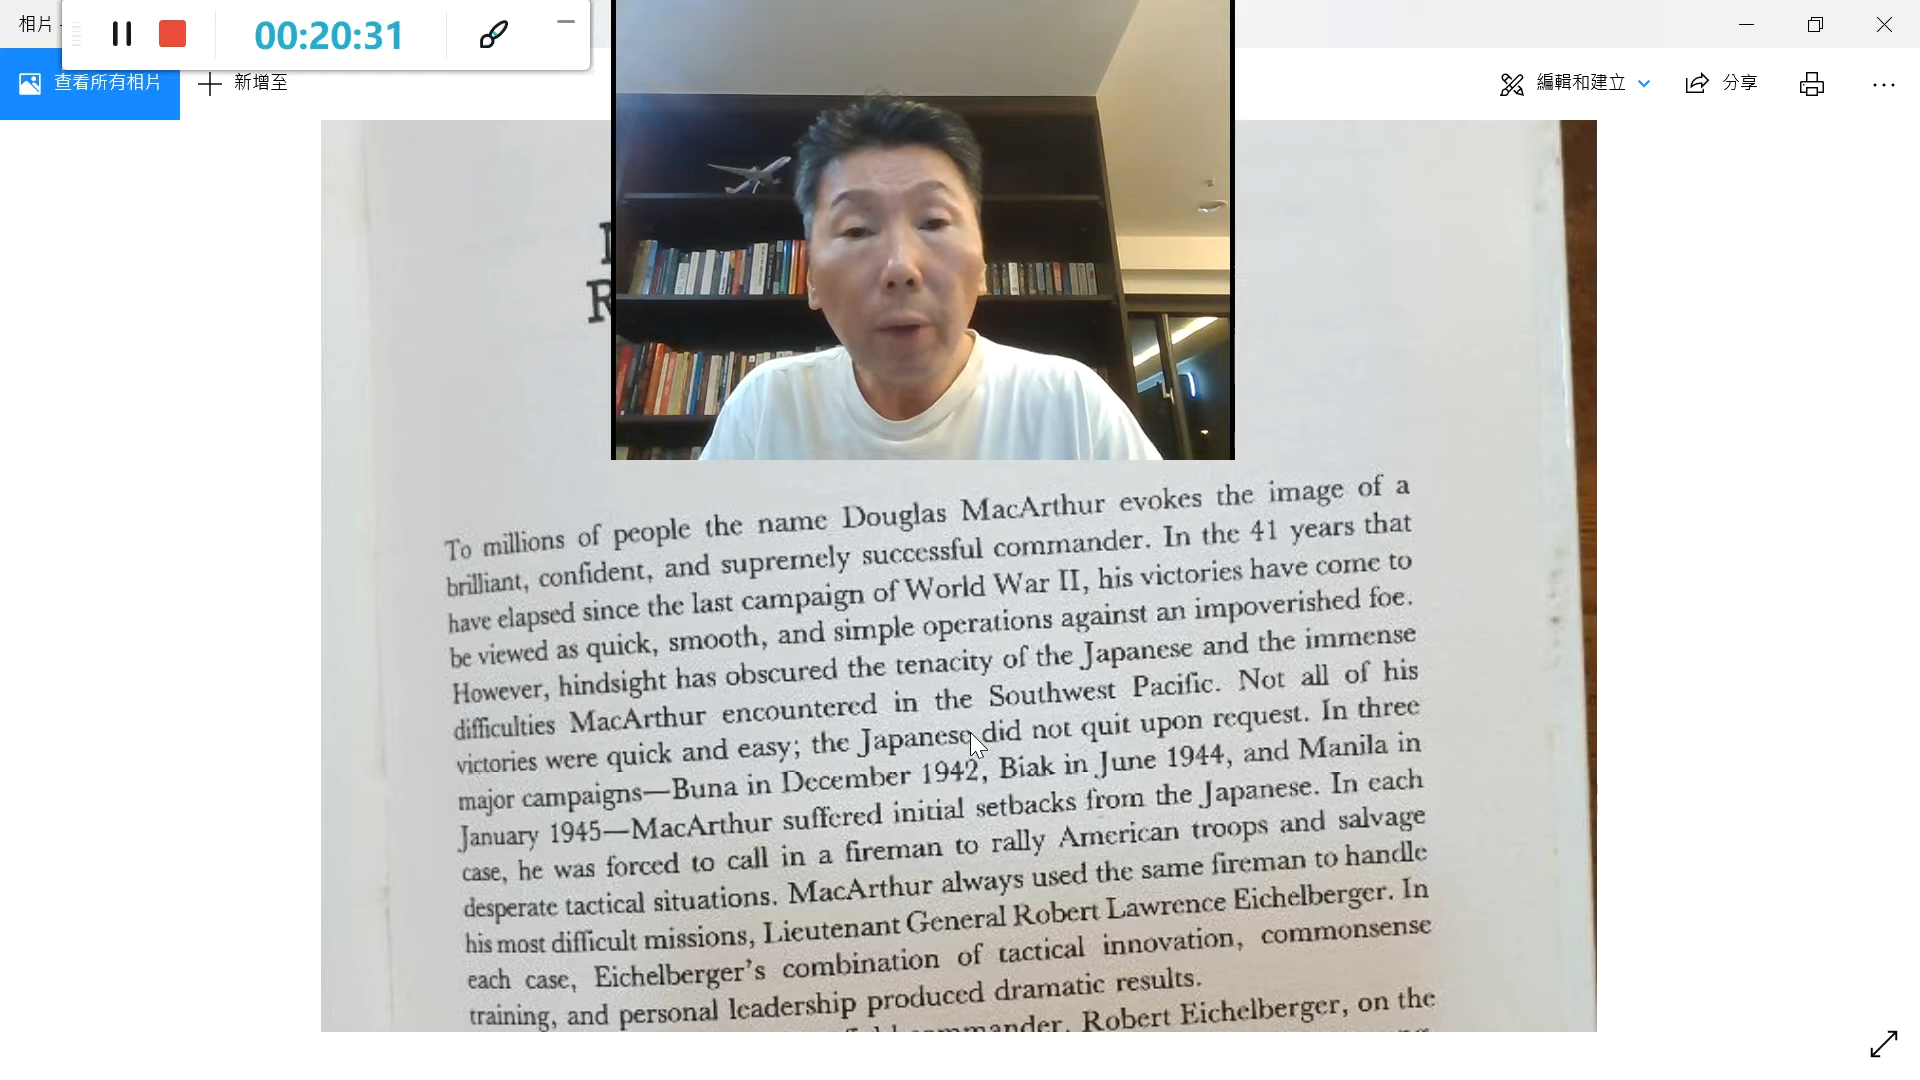 相片 -
00:20:31
查看所有相片
新增至
編輯和建立
分享
R
To millions of people the name Douglas MacArthur evokes the image of a
brilliant, confident, and supremely successful commander. In the 41 years that
have elapsed since the last campaign of World War II, his victories have come to
be viewed as quick, smooth, and simple operations against an impoverished foe.
However, hindsight has obscured the tenacity of the Japanese and the immense
difficulties MacArthur encountered in the Southwest Pacific. Not all of his
victories were quick and easy; the Japanese did not quit upon request. In three
major campaigns—Buna in December 1942, Biak in June 1944, and Manila in
January 1945—MacArthur suffered initial setbacks from the Japanese. In each
case, he was forced to call in a fireman to rally American troops and salvage
desperate tactical situations. MacArthur always used the same fireman to handle
his most difficult missions, Lieutenant General Robert Lawrence Eichelberger. In
each case, Eichelberger's combination of tactical innovation, commonsense
training, and personal leadership produced dramatic results.
commander. Robert Eichelberger, on the